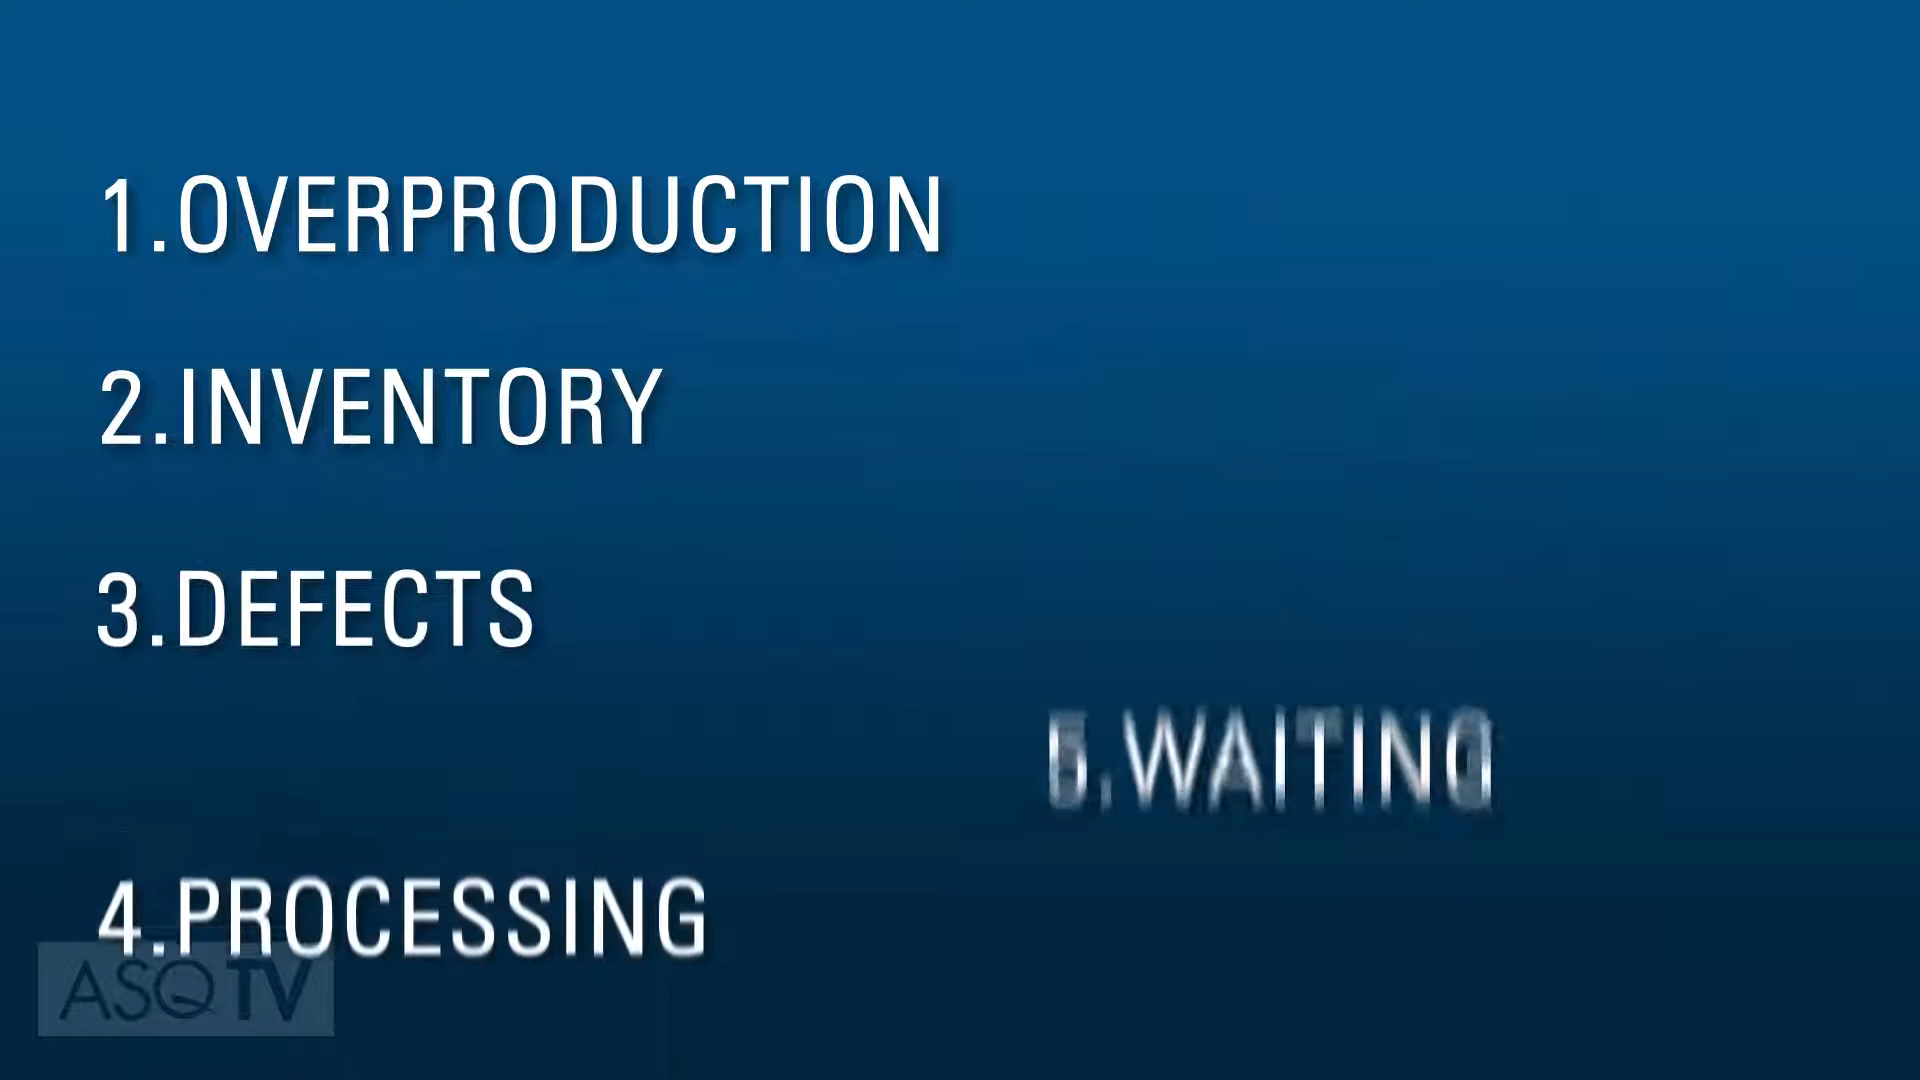 1.OVERPRODUCTION
2.INVENTORY
3.DEFECTS
4.PROCESSING
5.WAITING
ASQ TV